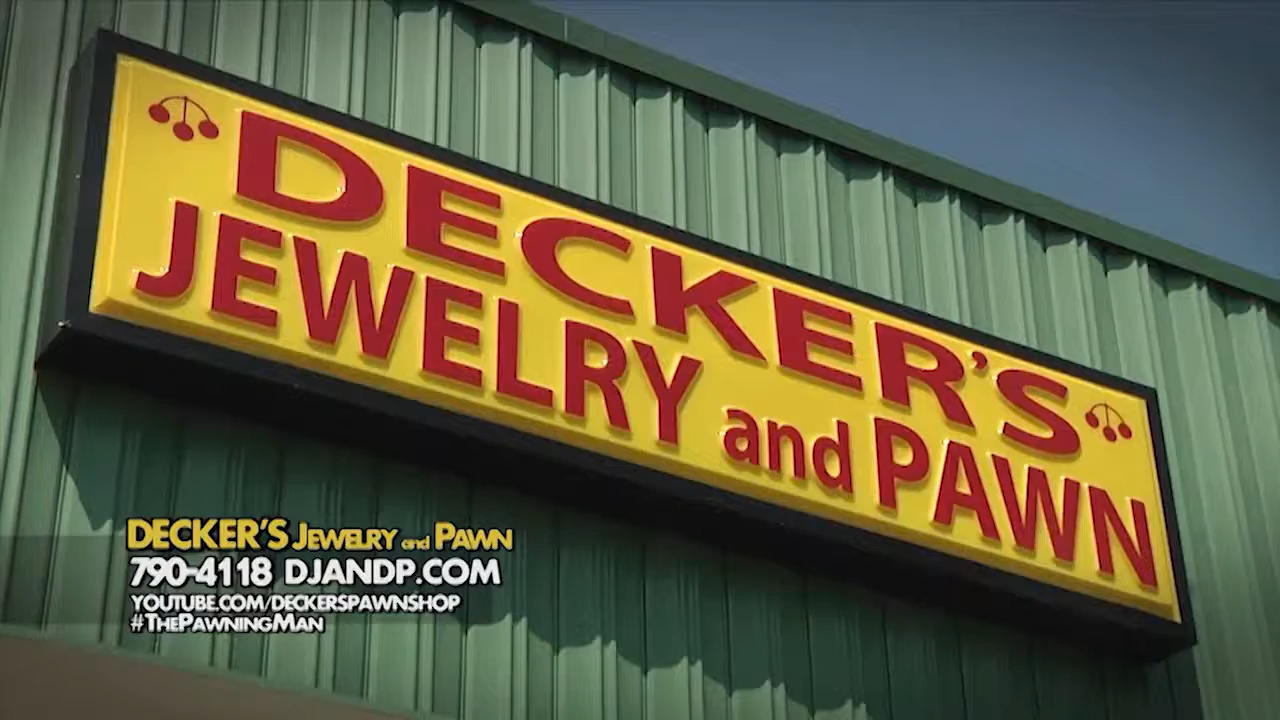 DECKER'S
JEWELRY and PAWN
DECKER'S JEWELRY and PAWN
790-4118 DJANDP.COM
YOUTUBE.COM/DECKERSPAWNSHOP
#THEPAWNINGMAN